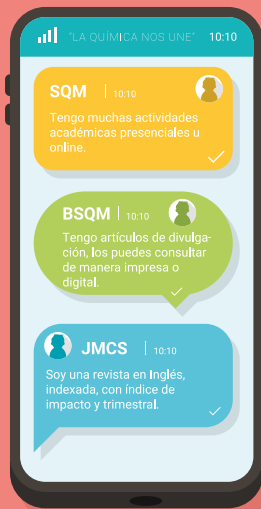 "LA QUÍMICA NOS UNE" 10:10
SQM | 10:10
Tengo muchas actividades
académicas presenciales u
online.
BSQM | 10:10
Tengo artículos de divulga-
ción, los puedes consultar
de manera impresa o
digital.
JMCS | 10:10
Soy una revista en Inglés,
indexada, con índice de
impacto y trimestral.